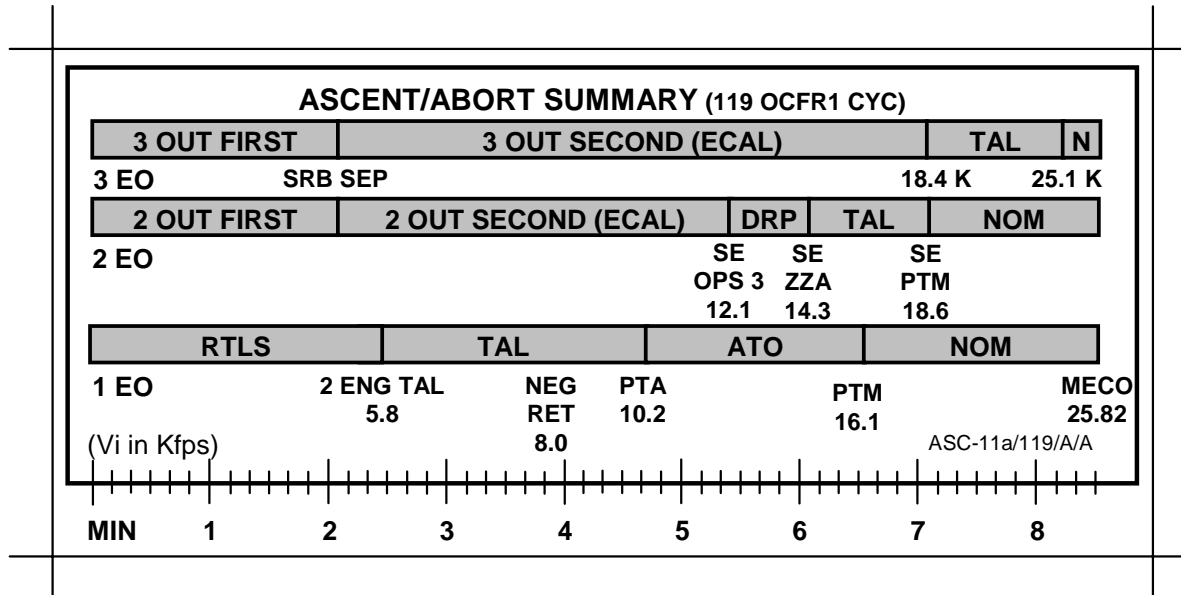 ASCENT/ABORT SUMMARY (119 OCFR1 CYC)
3 OUT FIRST 3 OUT SECOND (ECAL) TAL N
3 EO SRB SEP 18.4 K 25.1 K
2 OUT FIRST 2 OUT SECOND (ECAL) DRP TAL NOM
2 EO SE SE SE
OPS 3 ZZA PTM
12.1 14.3 18.6
RTLS TAL ATO NOM
1 EO 2 ENG TAL NEG PTA PTM MECO
5.8 RET 10.2 16.1 25.82
(Vi in Kfps) 8.0 ASC-11a/119/A/A
MIN 1 2 3 4 5 6 7 8